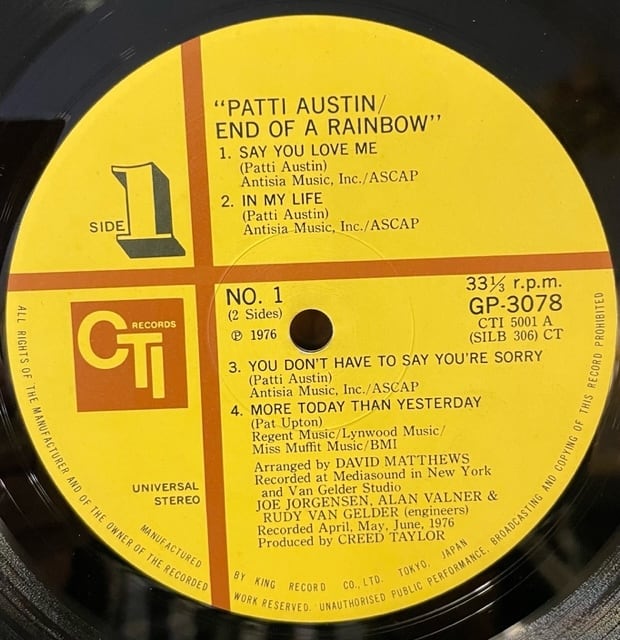 "PATTI AUSTIN/
END OF A RAINBOW"
1. SAY YOU LOVE ME
(Patti Austin)
Antisia Music, Inc./ASCAP
2. IN MY LIFE
(Patti Austin)
Antisia Music, Inc./ASCAP
SIDE 1
NO. 1
(2 Sides)
℗ 1976
33⅓ r.p.m.
GP-3078
CTI 5001 A
(SILB 306) CT
CTI RECORDS
3. YOU DON'T HAVE TO SAY YOU'RE SORRY
(Patti Austin)
Antisia Music, Inc./ASCAP
4. MORE TODAY THAN YESTERDAY
(Pat Upton)
Regent Music/Lynwood Music/
Miss Muffit Music/BMI
Arranged by DAVID MATTHEWS
Recorded at Mediasound in New York
and Van Gelder Studio
JOE JORGENSEN, ALAN VALNER &
RUDY VAN GELDER (engineers)
Recorded April, May, June, 1976
Produced by CREED TAYLOR
UNIVERSAL
STEREO
MANUFACTURED BY KING RECORD CO., LTD. TOKYO, JAPAN
ALL RIGHTS OF THE MANUFACTURER AND OF THE OWNER OF THE RECORDED WORK RESERVED. UNAUTHORISED PUBLIC PERFORMANCE, BROADCASTING AND COPYING OF THIS RECORD PROHIBITED